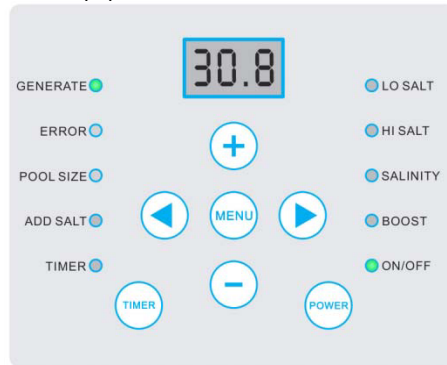 30.8
GENERATE
LO SALT
ERROR
HI SALT
POOL SIZE
SALINITY
ADD SALT
MENU
BOOST
TIMER
ON/OFF
TIMER
POWER